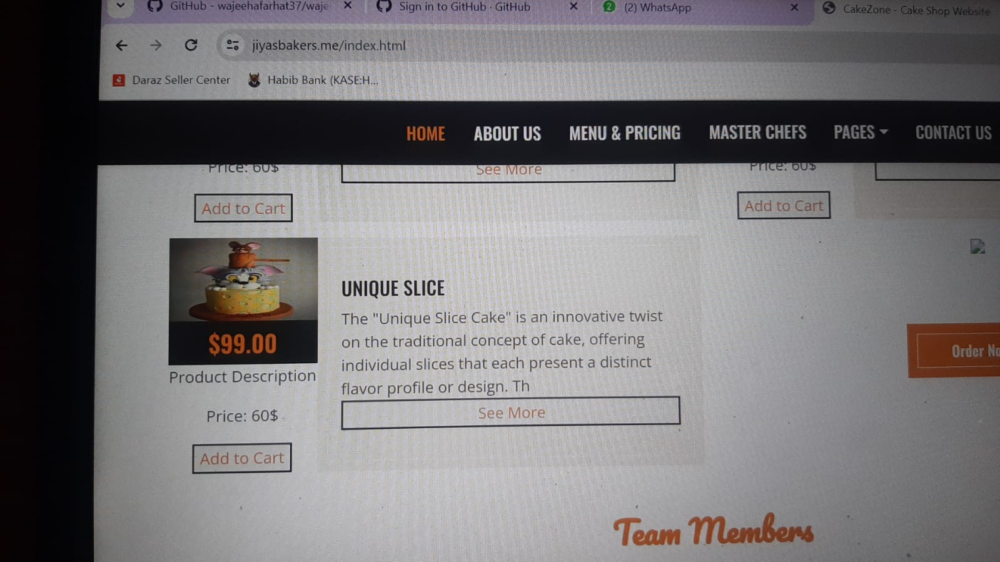 GitHub - wajeehafarhat37/waje
Sign in to GitHub · GitHub
2
(2) WhatsApp
CakeZone - Cake Shop Website
jiyasbakers.me/index.html
Daraz Seller Center
Habib Bank (KASE:H...
HOME
ABOUT US
MENU & PRICING
MASTER CHEFS
PAGES
CONTACT US
Price: 60$
See More
Price: 60$
Add to Cart
Add to Cart
$99.00
Product Description
Price: 60$
Add to Cart
UNIQUE SLICE
The "Unique Slice Cake" is an innovative twist
on the traditional concept of cake, offering
individual slices that each present a distinct
flavor profile or design. Th
See More
Order No
Team Members